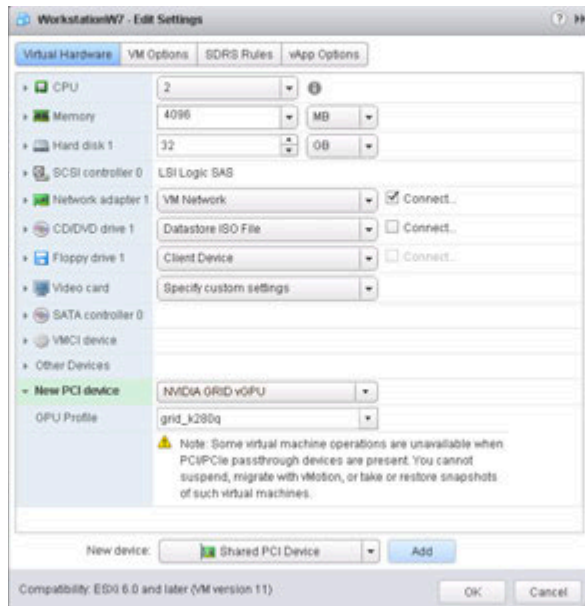 WorkstationW7 - Edit Settings
Virtual Hardware VM Options SDRS Rules vApp Options
CPU 2
Memory 4096 MB
Hard disk 1 32 GB
SCSI controller 0 LSI Logic SAS
Network adapter 1 VM Network Connect...
CD/DVD drive 1 Datastore ISO File Connect...
Floppy drive 1 Client Device Connect...
Video card Specify custom settings
SATA controller 0
VMCI device
Other Devices
New PCI device NVIDIA GRID vGPU
GPU Profile grid_k280q
Note: Some virtual machine operations are unavailable when
PCI/PCIe passthrough devices are present. You cannot
suspend, migrate with vMotion, or take or restore snapshots
of such virtual machines.
New device: Shared PCI Device Add
Compatibility: ESXi 6.0 and later (VM version 11) OK Cancel